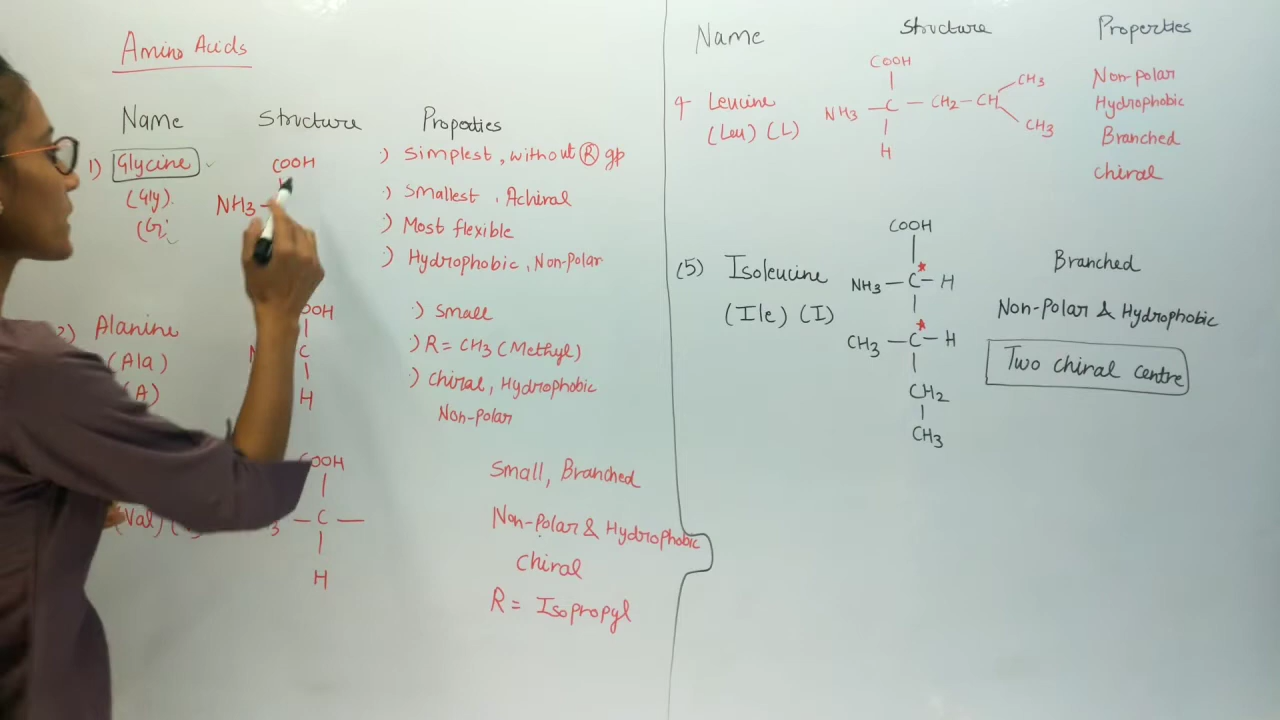 Amino Acids
Name Structure Properties
1) Glycine
(Gly).
COOH
NH3 —
·) Simplest, without R gp
·) Smallest, Achiral
·) Most flexible
·) Hydrophobic, Non-Polar
Alanine
(Ala)
(A)
OOH
C
H
·) Small
·) R= CH3 (Methyl)
·) Chiral, Hydrophobic
Non-polar
(Val)
COOH
3 — C —
H
Small, Branched
Non-Polar & Hydrophobic
Chiral
R = Isopropyl
Name Structure Properties
4 Leucine
(Leu) (L)
COOH
NH3 — C — CH2 — CH
CH3
CH3
H
Non-polar
Hydrophobic
Branched
Chiral
(5) Isoleucine
(Ile) (I)
COOH
NH3 — C* — H
CH3 — C* — H
CH2
CH3
Branched
Non-Polar & Hydrophobic
Two chiral centre